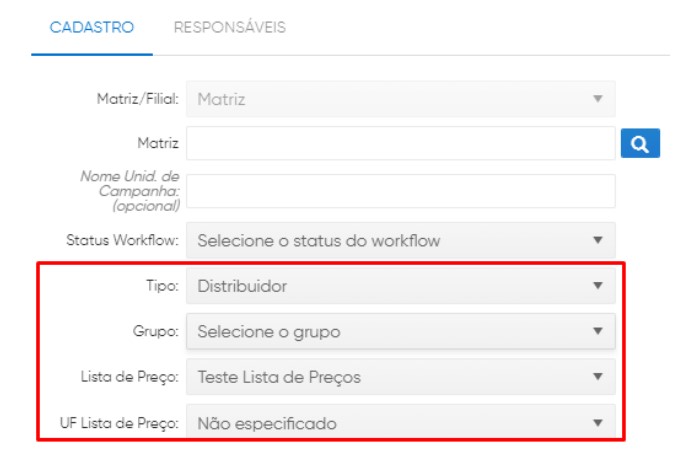 CADASTRO RESPONSÁVEIS
Matriz/Filial: Matriz
Matriz
Nome Unid. de
Campanha:
(opcional)
Status Workflow: Selecione o status do workflow
Tipo: Distribuidor
Grupo: Selecione o grupo
Lista de Preço: Teste Lista de Preços
UF Lista de Preço: Não especificado